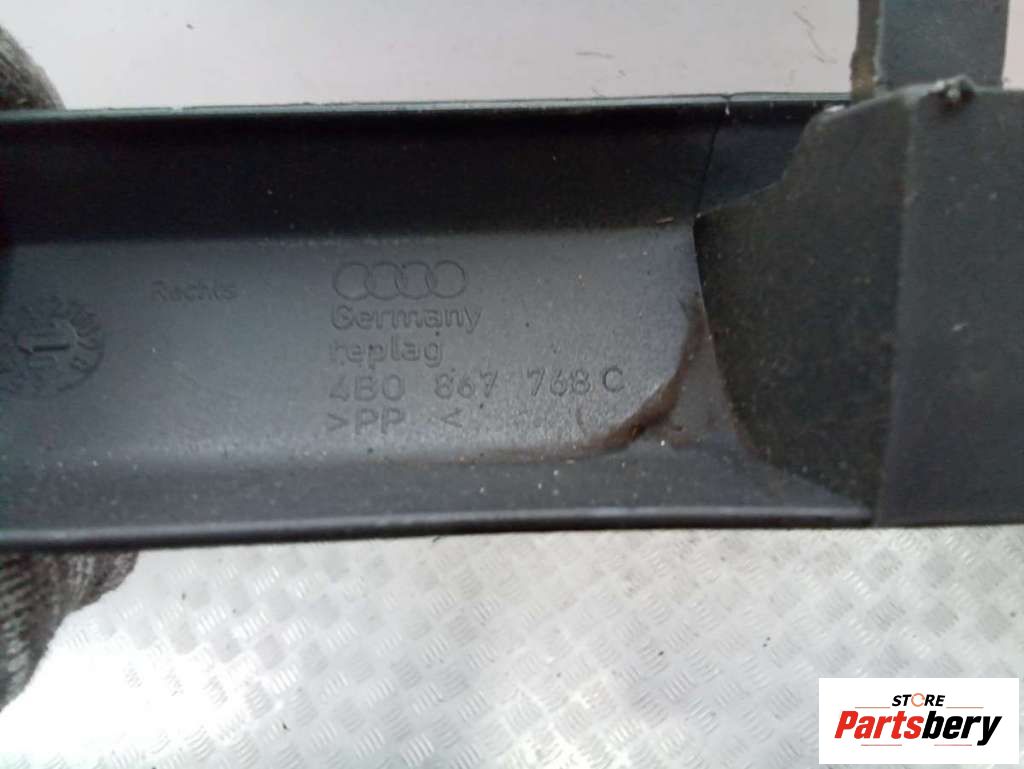 Rechts
Germany
replag
4B0 867 768 C
>PP <
STORE
Partsbery